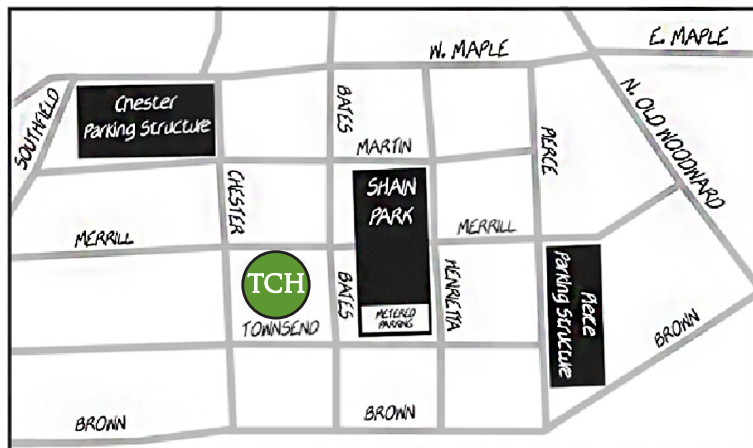 W. MAPLE
E. MAPLE
SOUTHFIELD
Chester
Parking Structure
BATES
MARTIN
PIERCE
N. OLD WOODWARD
CHESTER
SHAIN
PARK
MERRILL
MERRILL
TCH
TOWNSEND
BATES
METERED
PARKING
HENRIETTA
Pierce
Parking Structure
BROWN
BROWN
BROWN